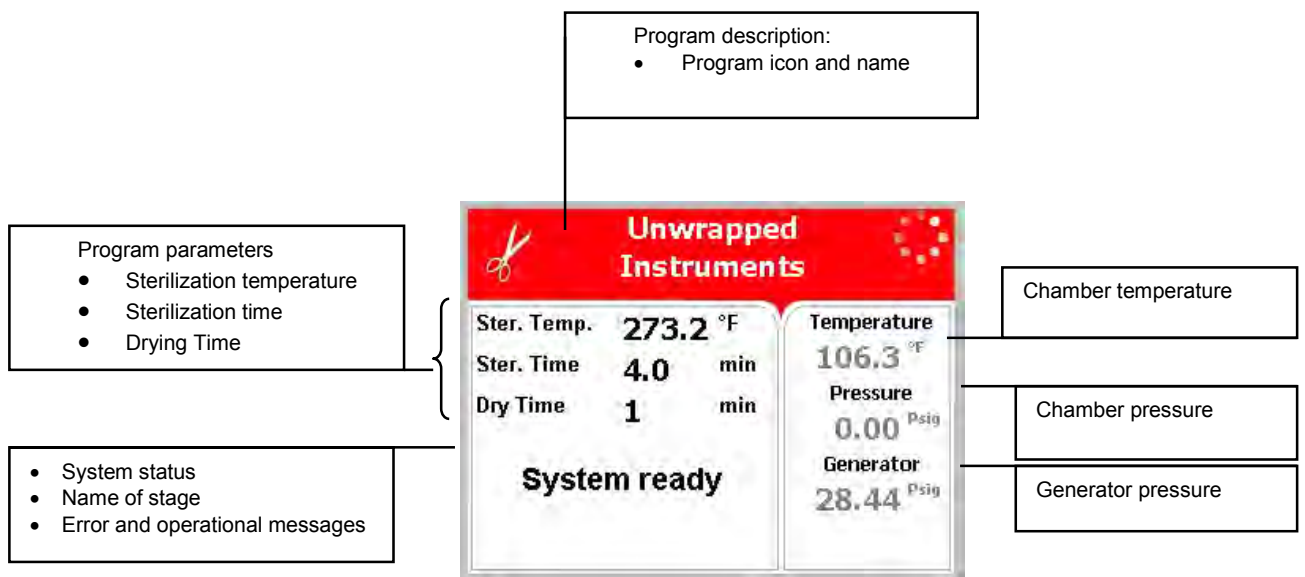 Program description:
• Program icon and name
Unwrapped
Instruments
Program parameters
• Sterilization temperature
• Sterilization time
• Drying Time
Ster. Temp. 273.2 °F
Ster. Time 4.0 min
Dry Time 1 min
System ready
Temperature
106.3 °F
Pressure
0.00 Psig
Generator
28.44 Psig
Chamber temperature
Chamber pressure
Generator pressure
• System status
• Name of stage
• Error and operational messages